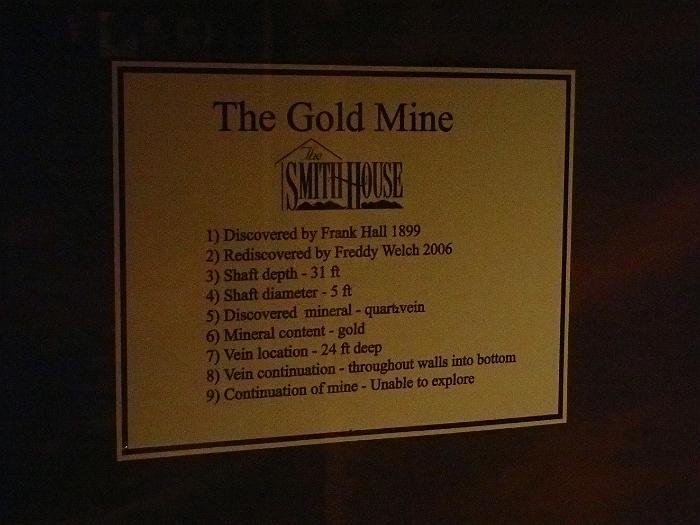 The Gold Mine
The
SMITH HOUSE
1) Discovered by Frank Hall 1899
2) Rediscovered by Freddy Welch 2006
3) Shaft depth - 31 ft
4) Shaft diameter - 5 ft
5) Discovered mineral - quartzvein
6) Mineral content - gold
7) Vein location - 24 ft deep
8) Vein continuation - throughout walls into bottom
9) Continuation of mine - Unable to explore